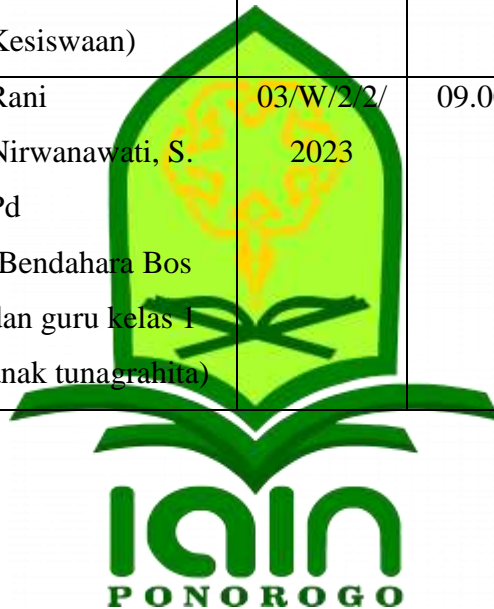 Kesiswaan)
Rani 03/W/2/2/ 09.0
Nirwanawati, S. 2023
Pd
Bendahara Bos
dan guru kelas 1
anak tunagrahita)
IAIN
PONOROGO